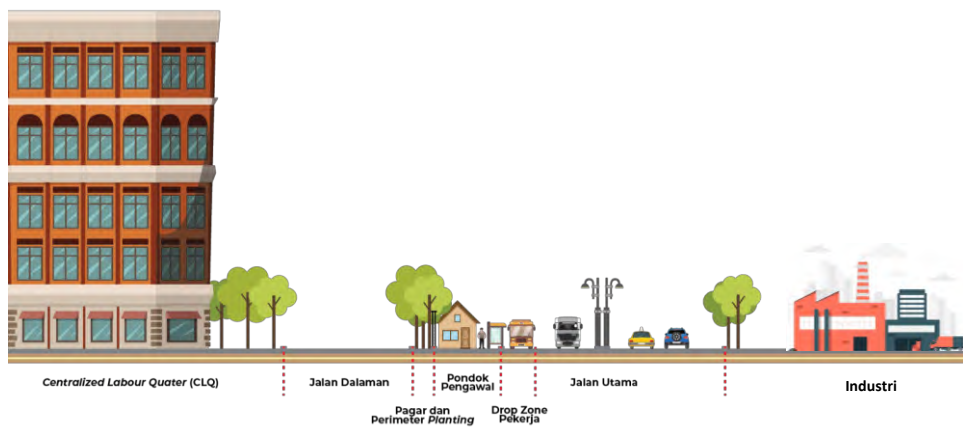 Centralized Labour Quater (CLQ)
Jalan Dalaman
Pagar dan
Perimeter Planting
Pondok
Pengawal
Drop Zone
Pekerja
Jalan Utama
Industri